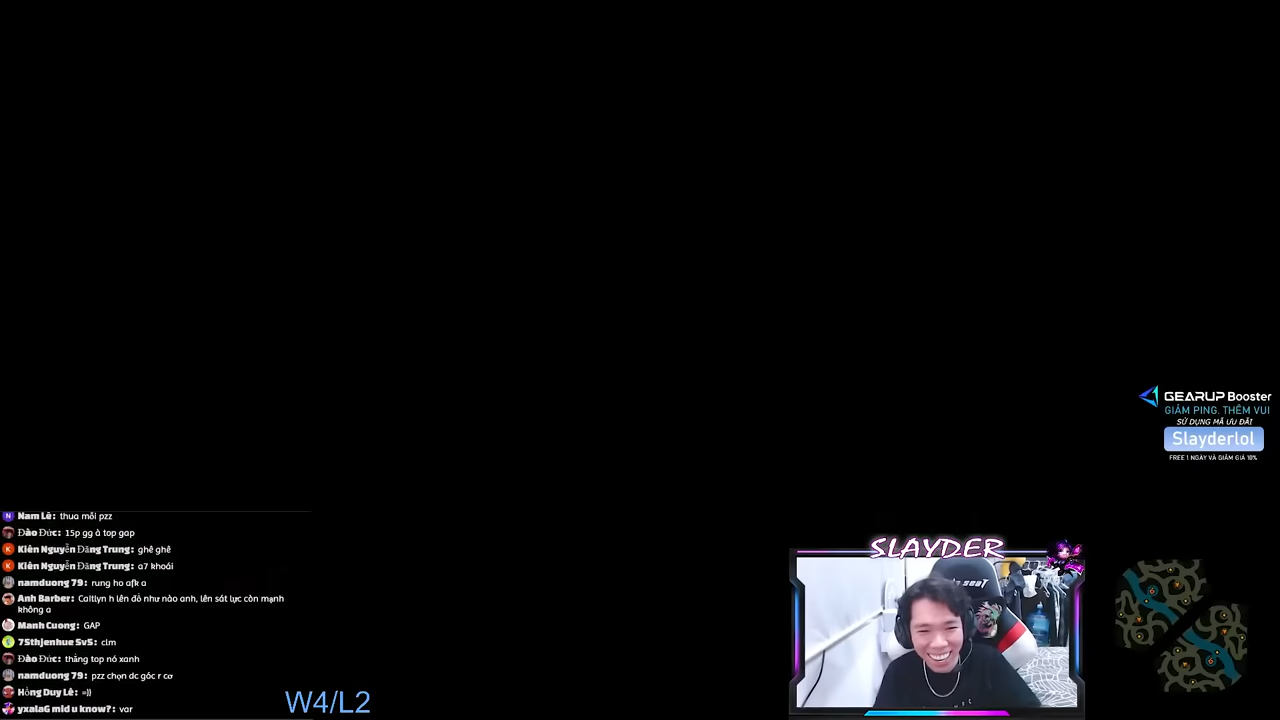 GEARUP Booster
GIẢM PING, THÊM VUI
SỬ DỤNG MÃ ƯU ĐÃI
Slayderlol
FREE 1 NGÀY VÀ GIẢM GIÁ 10%
Nam Lê: thua mỗi pzz
Đào Đức: 15p gg à top gap
Kiên Nguyễn Đăng Trung: ghê ghê
Kiên Nguyễn Đăng Trung: a7 khoái
namduong 79: rung ho afk a
Anh Barber: Caitlyn h lên đồ như nào anh, lên sát lực còn mạnh
không a
Manh Cuong: GAP
75thjenhue SvS: clm
Đào Đức: thằng top nó xanh
namduong 79: pzz chọn dc góc r cơ
Hồng Duy Lê: =))
yxalaG mid u know?: var
W4/L2
SLAYDER